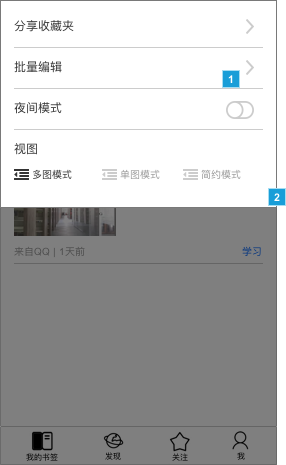 分享收藏夹
批量编辑
1
夜间模式
视图
多图模式 单图模式 简约模式
2
来自QQ | 1天前 学习
我的书签 发现 关注 我